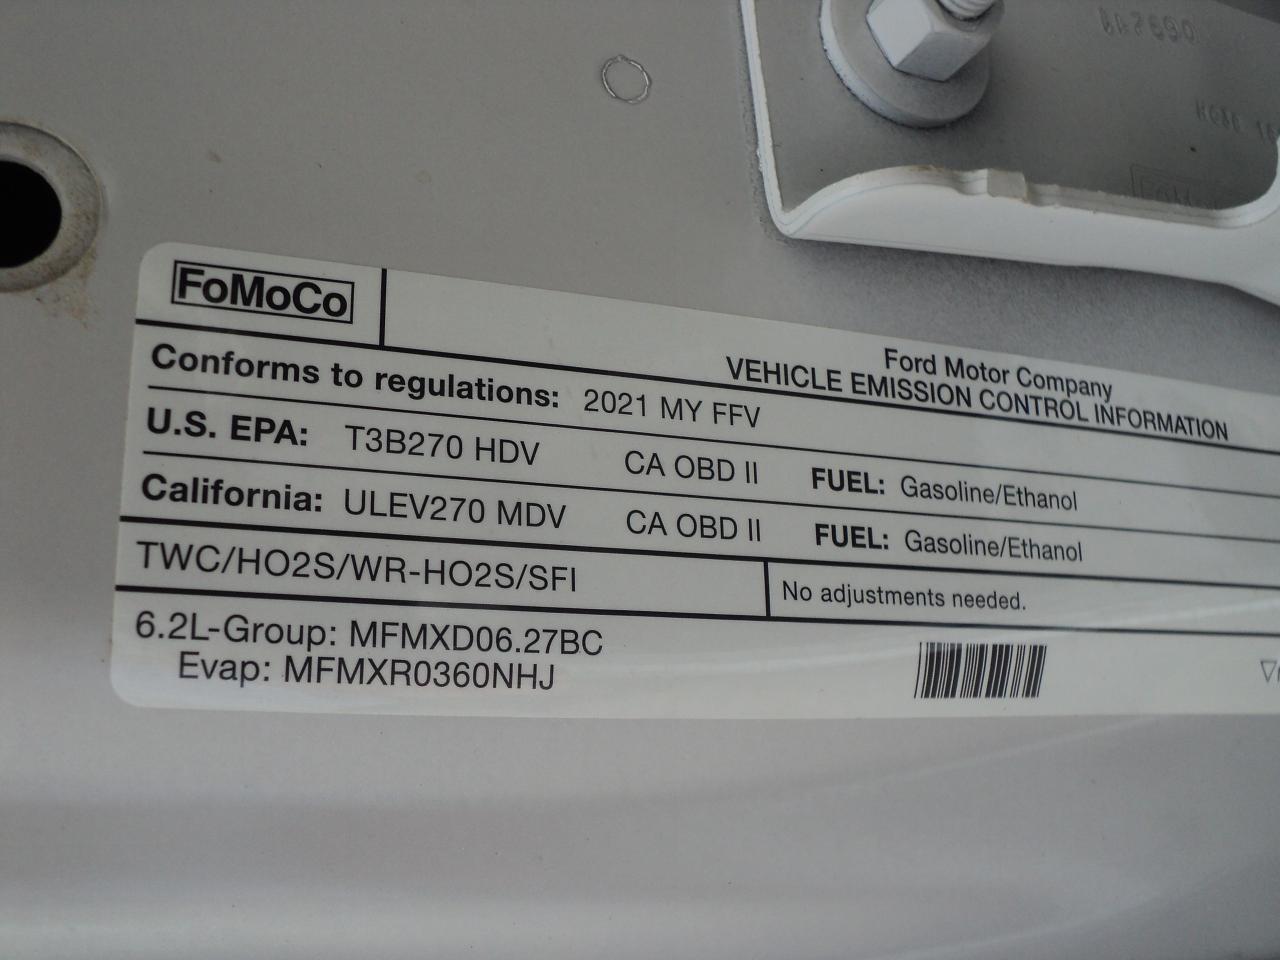 FoMoCo
Ford Motor Company
VEHICLE EMISSION CONTROL INFORMATION
Conforms to regulations: 2021 MY FFV
U.S. EPA: T3B270 HDV CA OBD II FUEL: Gasoline/Ethanol
California: ULEV270 MDV CA OBD II FUEL: Gasoline/Ethanol
TWC/HO2S/WR-HO2S/SFI No adjustments needed.
6.2L-Group: MFMXD06.27BC
Evap: MFMXR0360NHJ